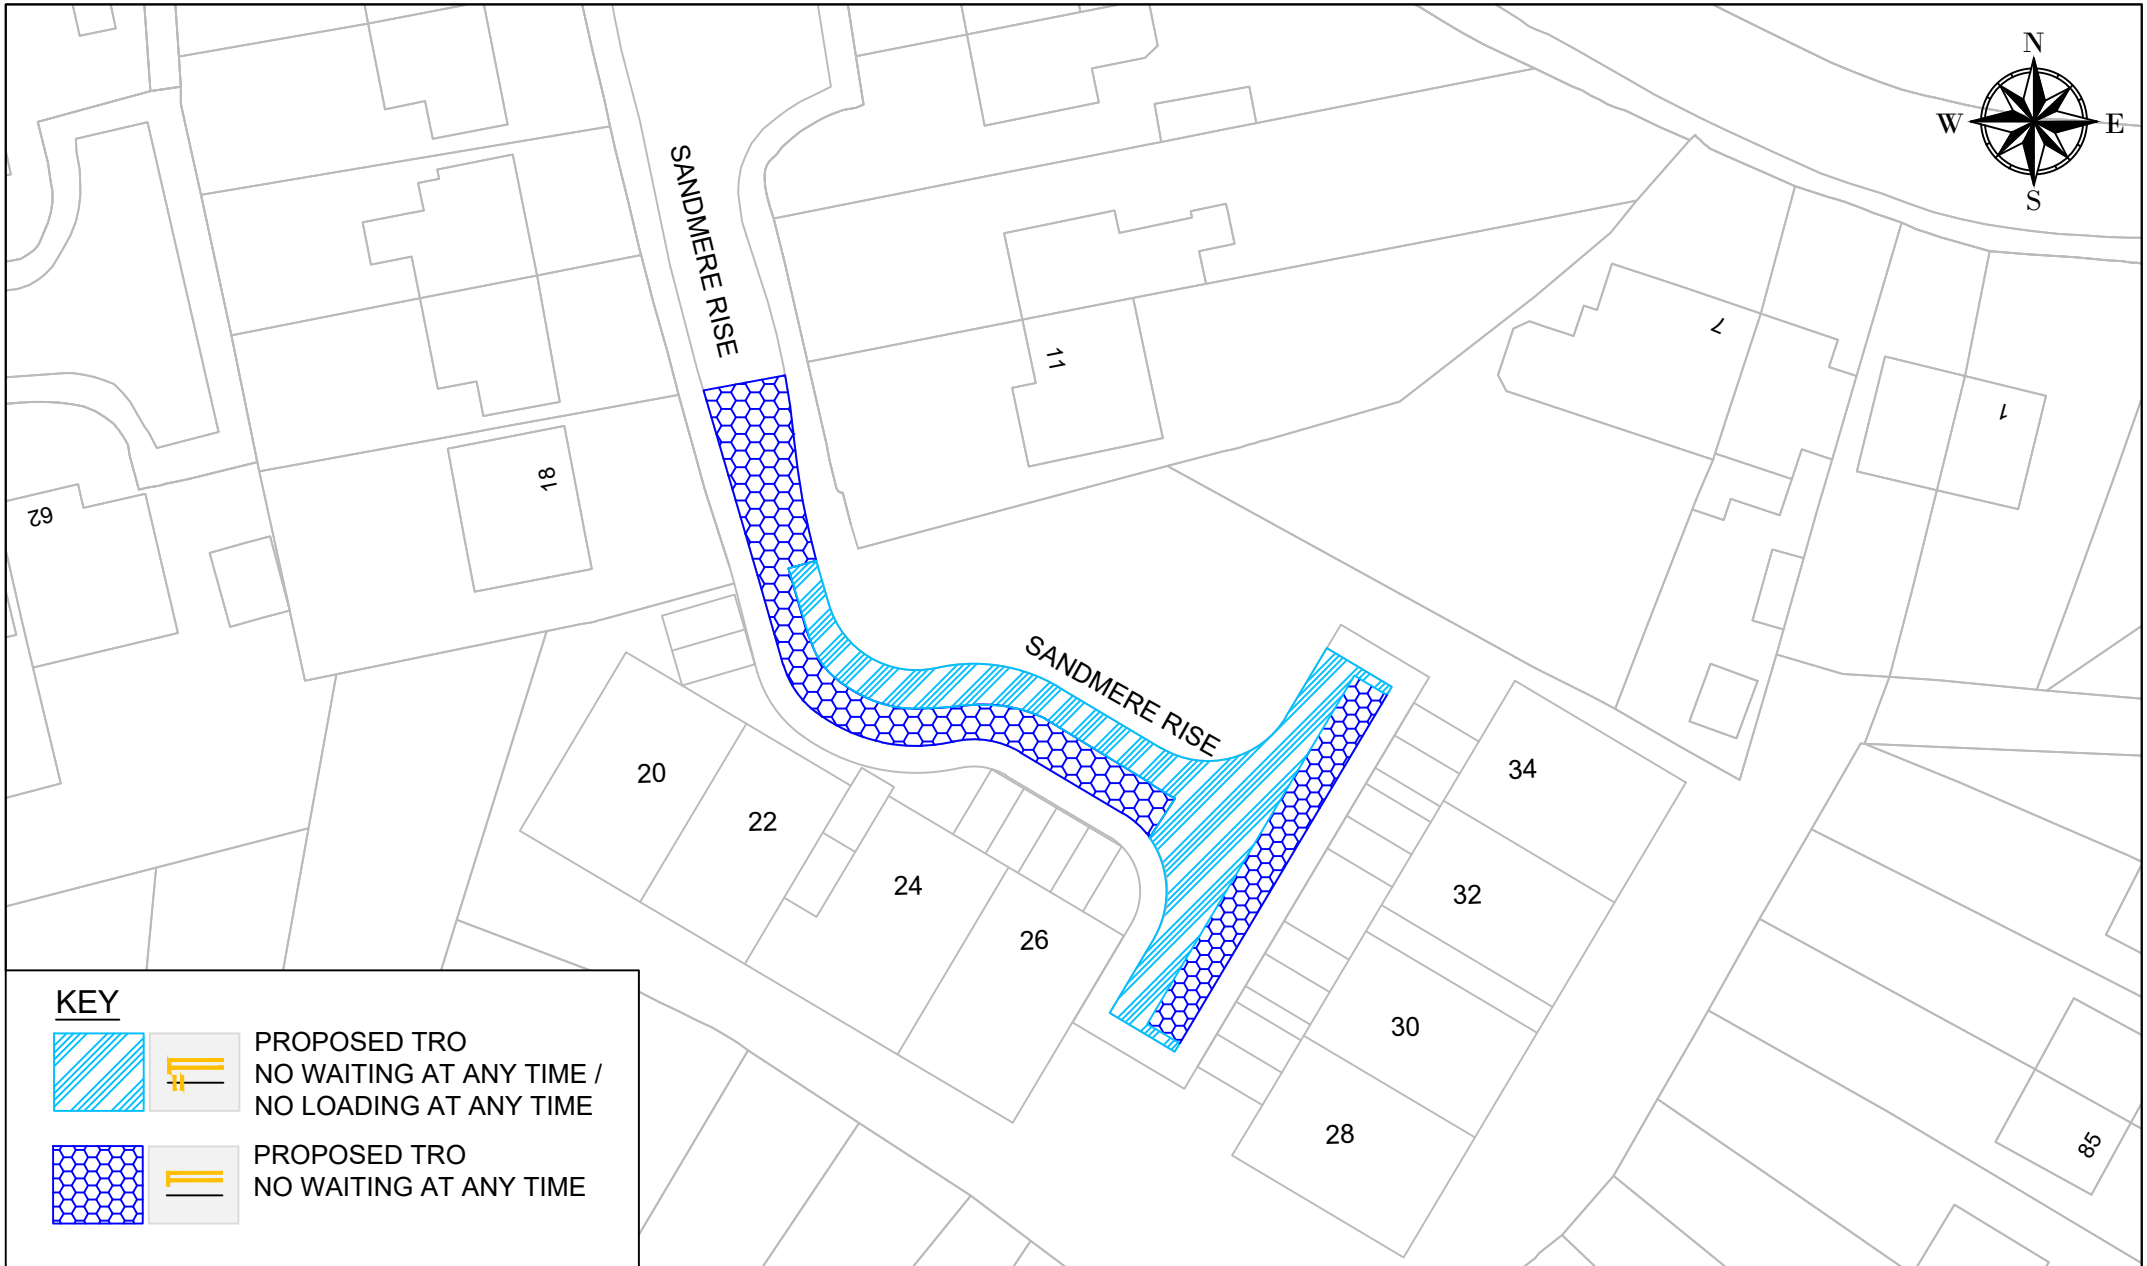 N
W E
S
SANDMERE RISE
11
7
1
18
62
SANDMERE RISE
20
22
24
26
34
32
30
28
85
KEY
PROPOSED TRO
NO WAITING AT ANY TIME /
NO LOADING AT ANY TIME
PROPOSED TRO
NO WAITING AT ANY TIME